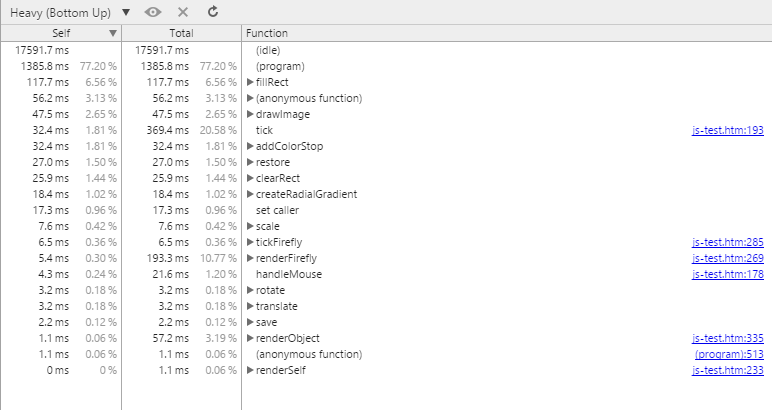 Heavy (Bottom Up) ▼
Self ▼ Total Function
17591.7 ms 17591.7 ms (idle)
1385.8 ms 77.20 % 1385.8 ms 77.20 % (program)
117.7 ms 6.56 % 117.7 ms 6.56 % ▶ fillRect
56.2 ms 3.13 % 56.2 ms 3.13 % ▶ (anonymous function)
47.5 ms 2.65 % 47.5 ms 2.65 % ▶ drawImage
32.4 ms 1.81 % 369.4 ms 20.58 % tick js-test.htm:193
32.4 ms 1.81 % 32.4 ms 1.81 % ▶ addColorStop
27.0 ms 1.50 % 27.0 ms 1.50 % ▶ restore
25.9 ms 1.44 % 25.9 ms 1.44 % ▶ clearRect
18.4 ms 1.02 % 18.4 ms 1.02 % ▶ createRadialGradient
17.3 ms 0.96 % 17.3 ms 0.96 % set caller
7.6 ms 0.42 % 7.6 ms 0.42 % ▶ scale
6.5 ms 0.36 % 6.5 ms 0.36 % ▶ tickFirefly js-test.htm:285
5.4 ms 0.30 % 193.3 ms 10.77 % ▶ renderFirefly js-test.htm:269
4.3 ms 0.24 % 21.6 ms 1.20 % handleMouse js-test.htm:178
3.2 ms 0.18 % 3.2 ms 0.18 % ▶ rotate
3.2 ms 0.18 % 3.2 ms 0.18 % ▶ translate
2.2 ms 0.12 % 2.2 ms 0.12 % ▶ save
1.1 ms 0.06 % 57.2 ms 3.19 % ▶ renderObject js-test.htm:335
1.1 ms 0.06 % 1.1 ms 0.06 % (anonymous function) (program):513
0 ms 0 % 1.1 ms 0.06 % ▶ renderSelf js-test.htm:233